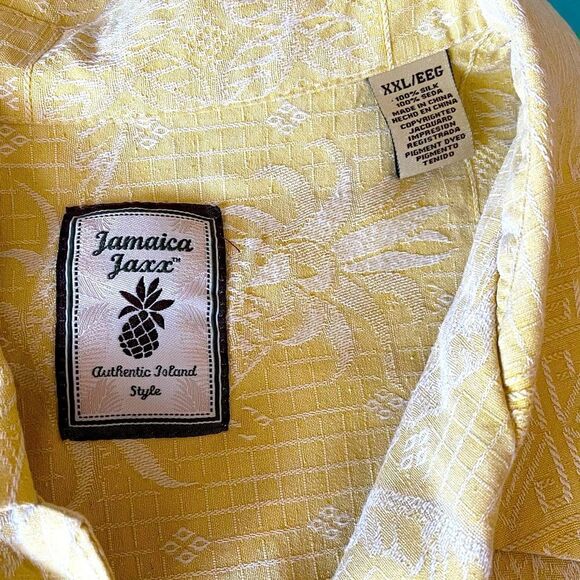 Jamaica
Jaxx™
Authentic Island
Style
XXL/EEG
100% SILK
100% SEDA
MADE IN CHINA
HECHO EN CHINA
COPYRIGHTED
JACQUARD
IMPRESION
REGISTRADA
PIGMENT DYED
PIGMENTO
TENIDO